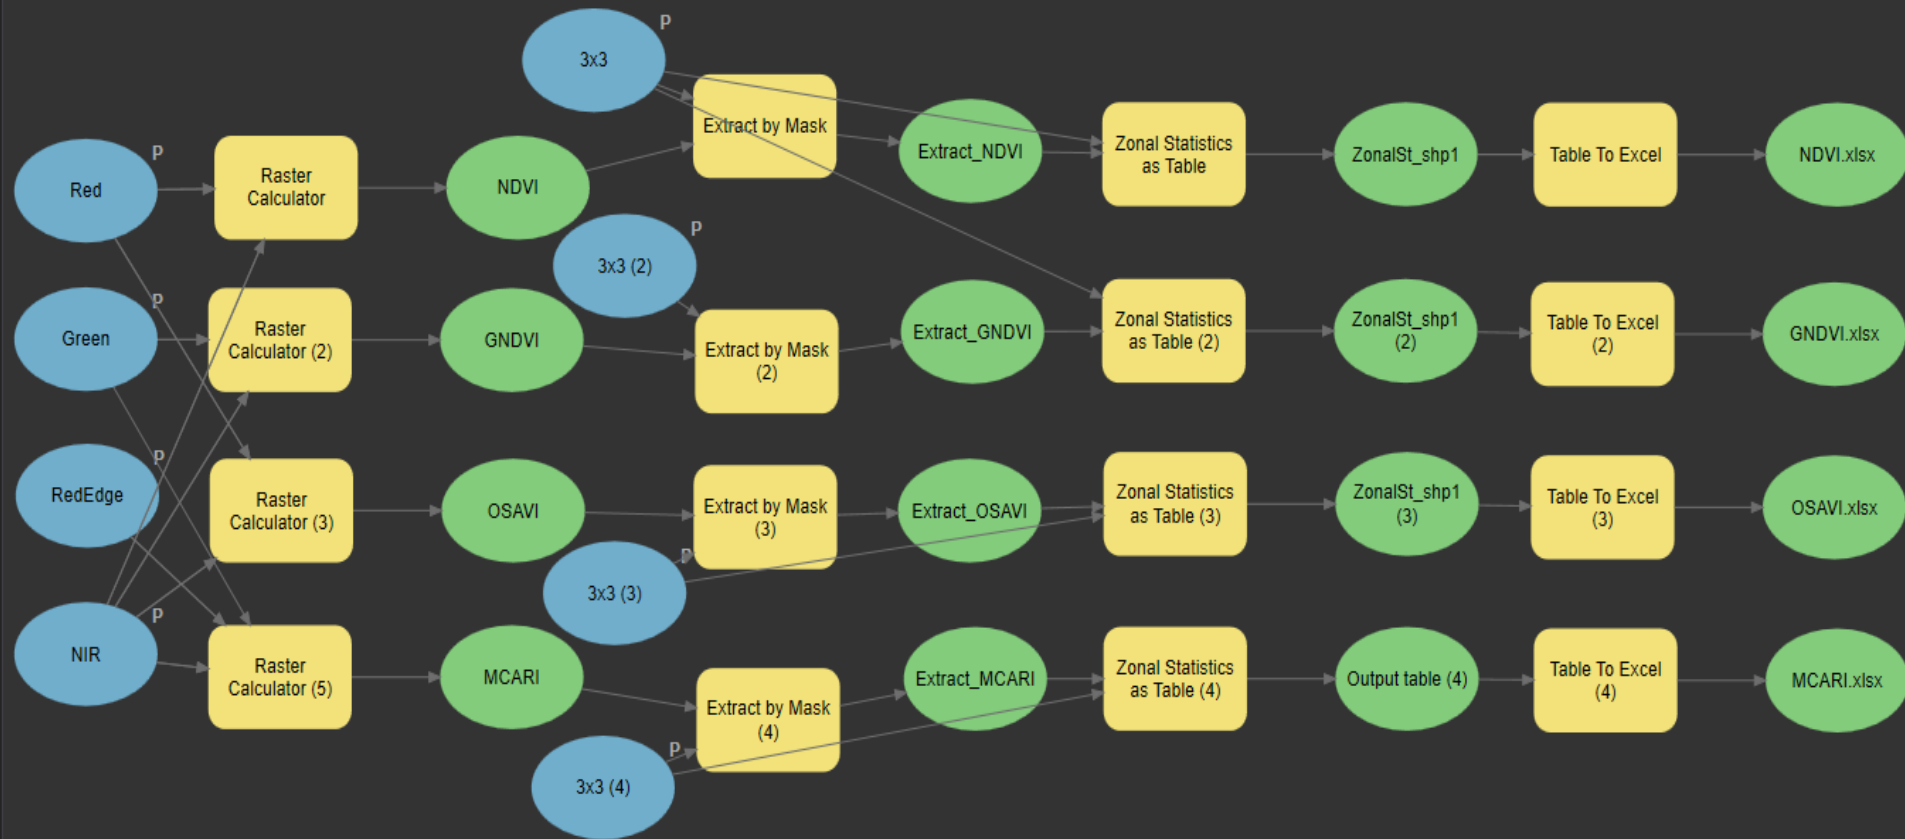 P
3x3
Extract by Mask
Extract_NDVI
Zonal Statistics
as Table
ZonalSt_shp1
Table To Excel
NDVI.xlsx
P
Red
Raster
Calculator
NDVI
P
3x3 (2)
P
Green
Raster
Calculator (2)
GNDVI
Extract by Mask
(2)
Extract_GNDVI
Zonal Statistics
as Table (2)
ZonalSt_shp1
(2)
Table To Excel
(2)
GNDVI.xlsx
P
RedEdge
Raster
Calculator (3)
OSAVI
Extract by Mask
(3)
Extract_OSAVI
Zonal Statistics
as Table (3)
ZonalSt_shp1
(3)
Table To Excel
(3)
OSAVI.xlsx
P
3x3 (3)
P
NIR
Raster
Calculator (5)
MCARI
Extract by Mask
(4)
Extract_MCARI
Zonal Statistics
as Table (4)
Output table (4)
Table To Excel
(4)
MCARI.xlsx
P
3x3 (4)